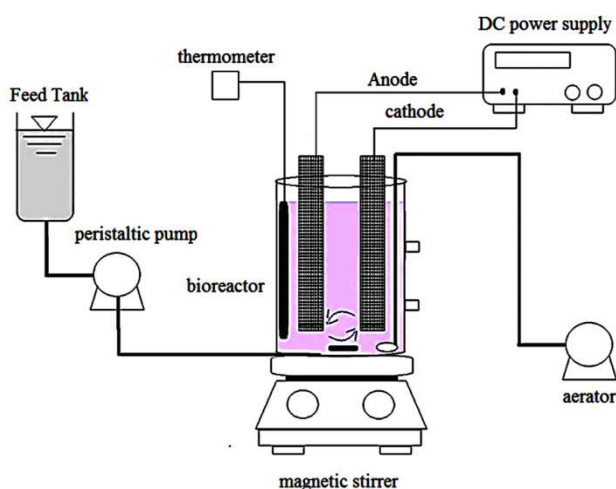 DC power supply
thermometer
Anode
Feed Tank
cathode
peristaltic pump
bioreactor
aerator
magnetic stirrer